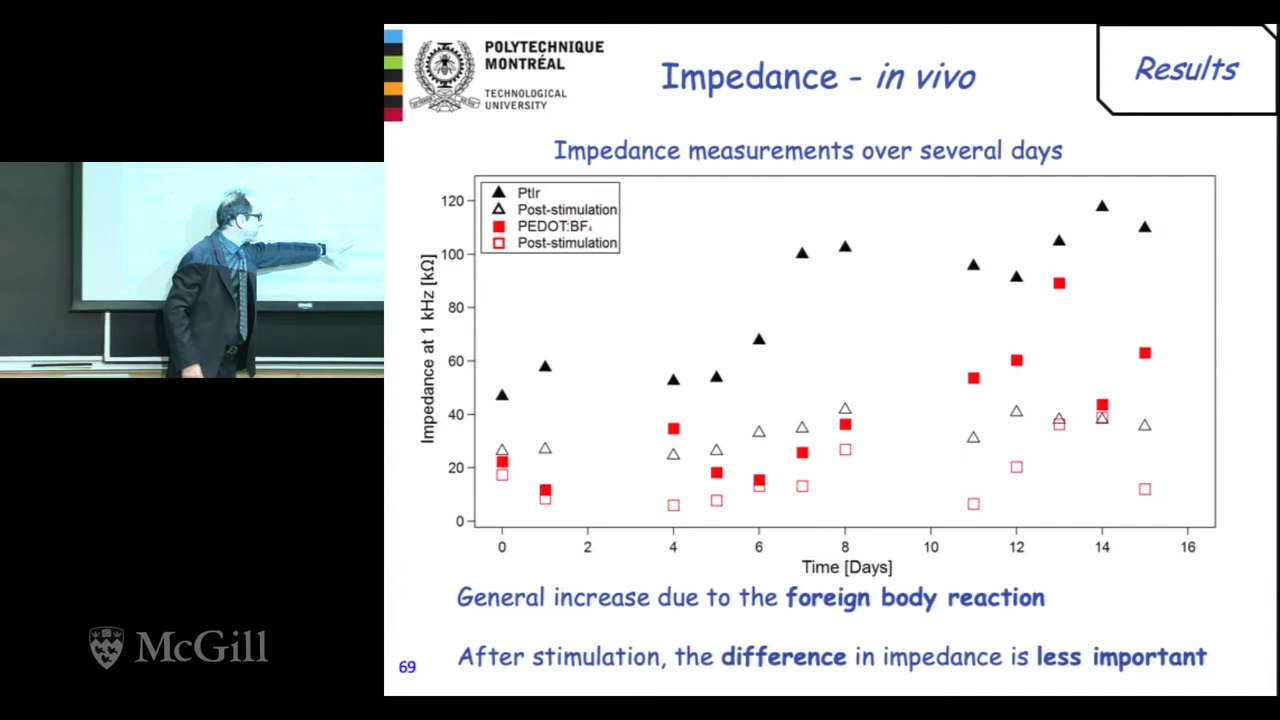 POLYTECHNIQUE
MONTRÉAL
TECHNOLOGICAL
UNIVERSITY
Impedance - in vivo
Results
Impedance measurements over several days
PtIr
Post-stimulation
PEDOT:BF₄
Post-stimulation
Impedance at 1 kHz [kΩ]
120
100
80
60
40
20
0
0 2 4 6 8 10 12 14 16
Time [Days]
General increase due to the foreign body reaction
After stimulation, the difference in impedance is less important
69
McGill